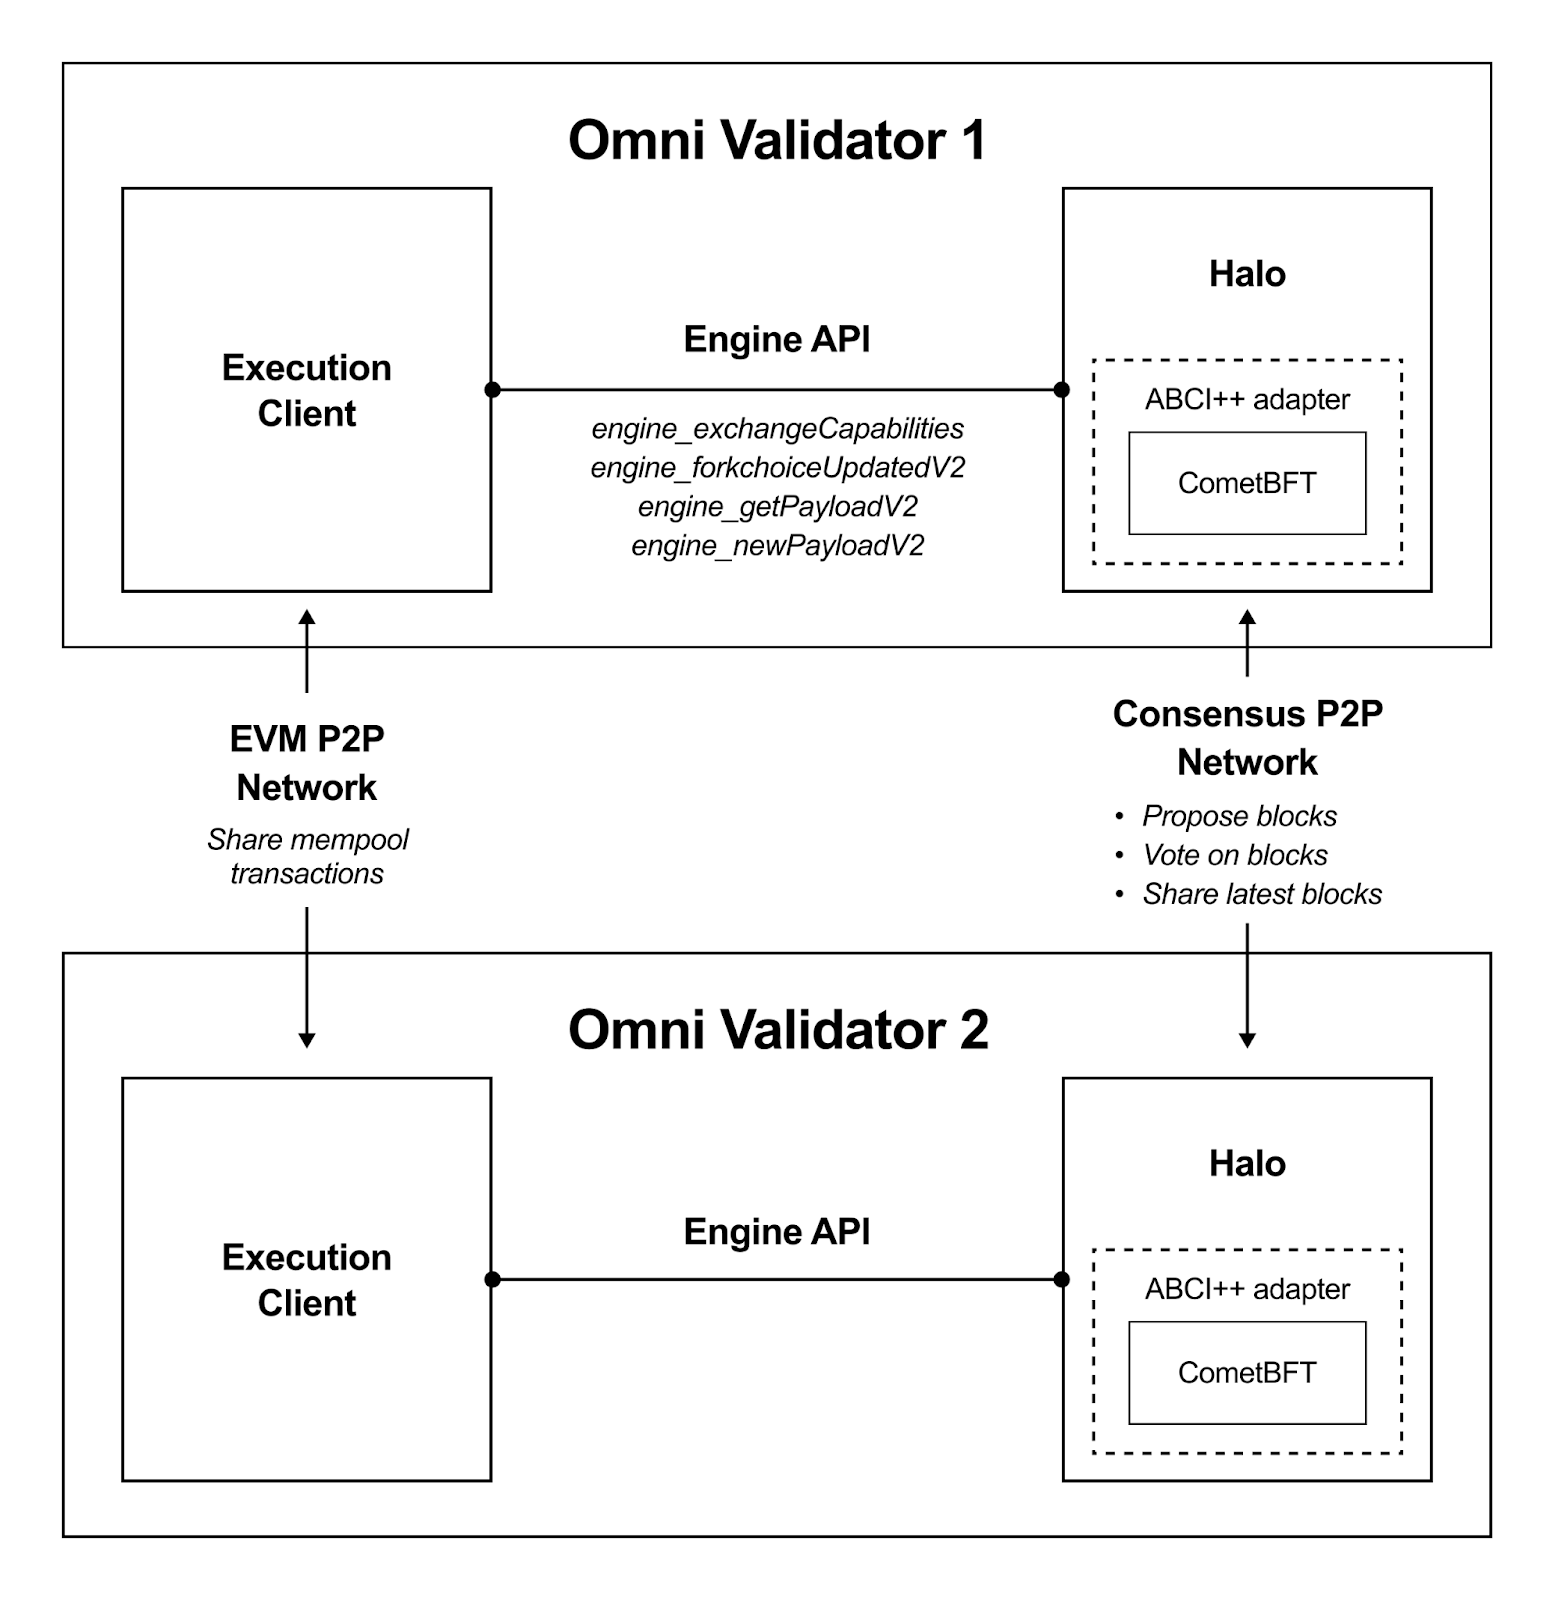 Omni Validator 1
Execution
Client
Engine API
engine_exchangeCapabilities
engine_forkchoiceUpdatedV2
engine_getPayloadV2
engine_newPayloadV2
Halo
ABCI++ adapter
CometBFT
EVM P2P
Network
Share mempool
transactions
Consensus P2P
Network
• Propose blocks
• Vote on blocks
• Share latest blocks
Omni Validator 2
Execution
Client
Engine API
Halo
ABCI++ adapter
CometBFT